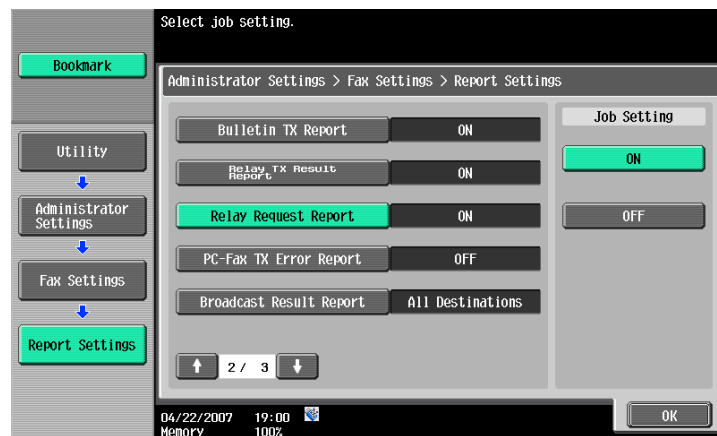 Select job setting.
Bookmark
Administrator Settings > Fax Settings > Report Settings
Utility
Administrator
Settings
Fax Settings
Report Settings
Bulletin TX Report
ON
Relay TX Result
Report
ON
Relay Request Report
ON
PC-Fax TX Error Report
OFF
Broadcast Result Report
All Destinations
2/ 3
Job Setting
ON
OFF
04/22/2007 19:00
Memory 100%
OK